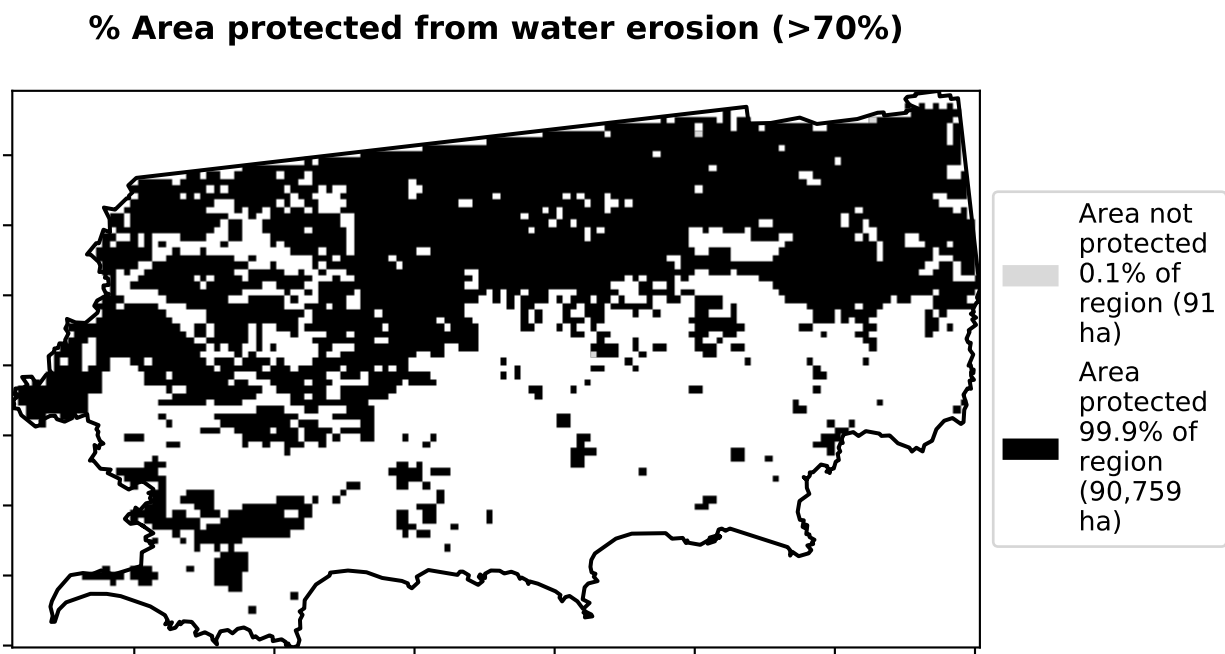 % Area protected from water erosion (>70%)
Area not
protected
0.1% of
region (91
ha)
Area
protected
99.9% of
region
(90,759
ha)